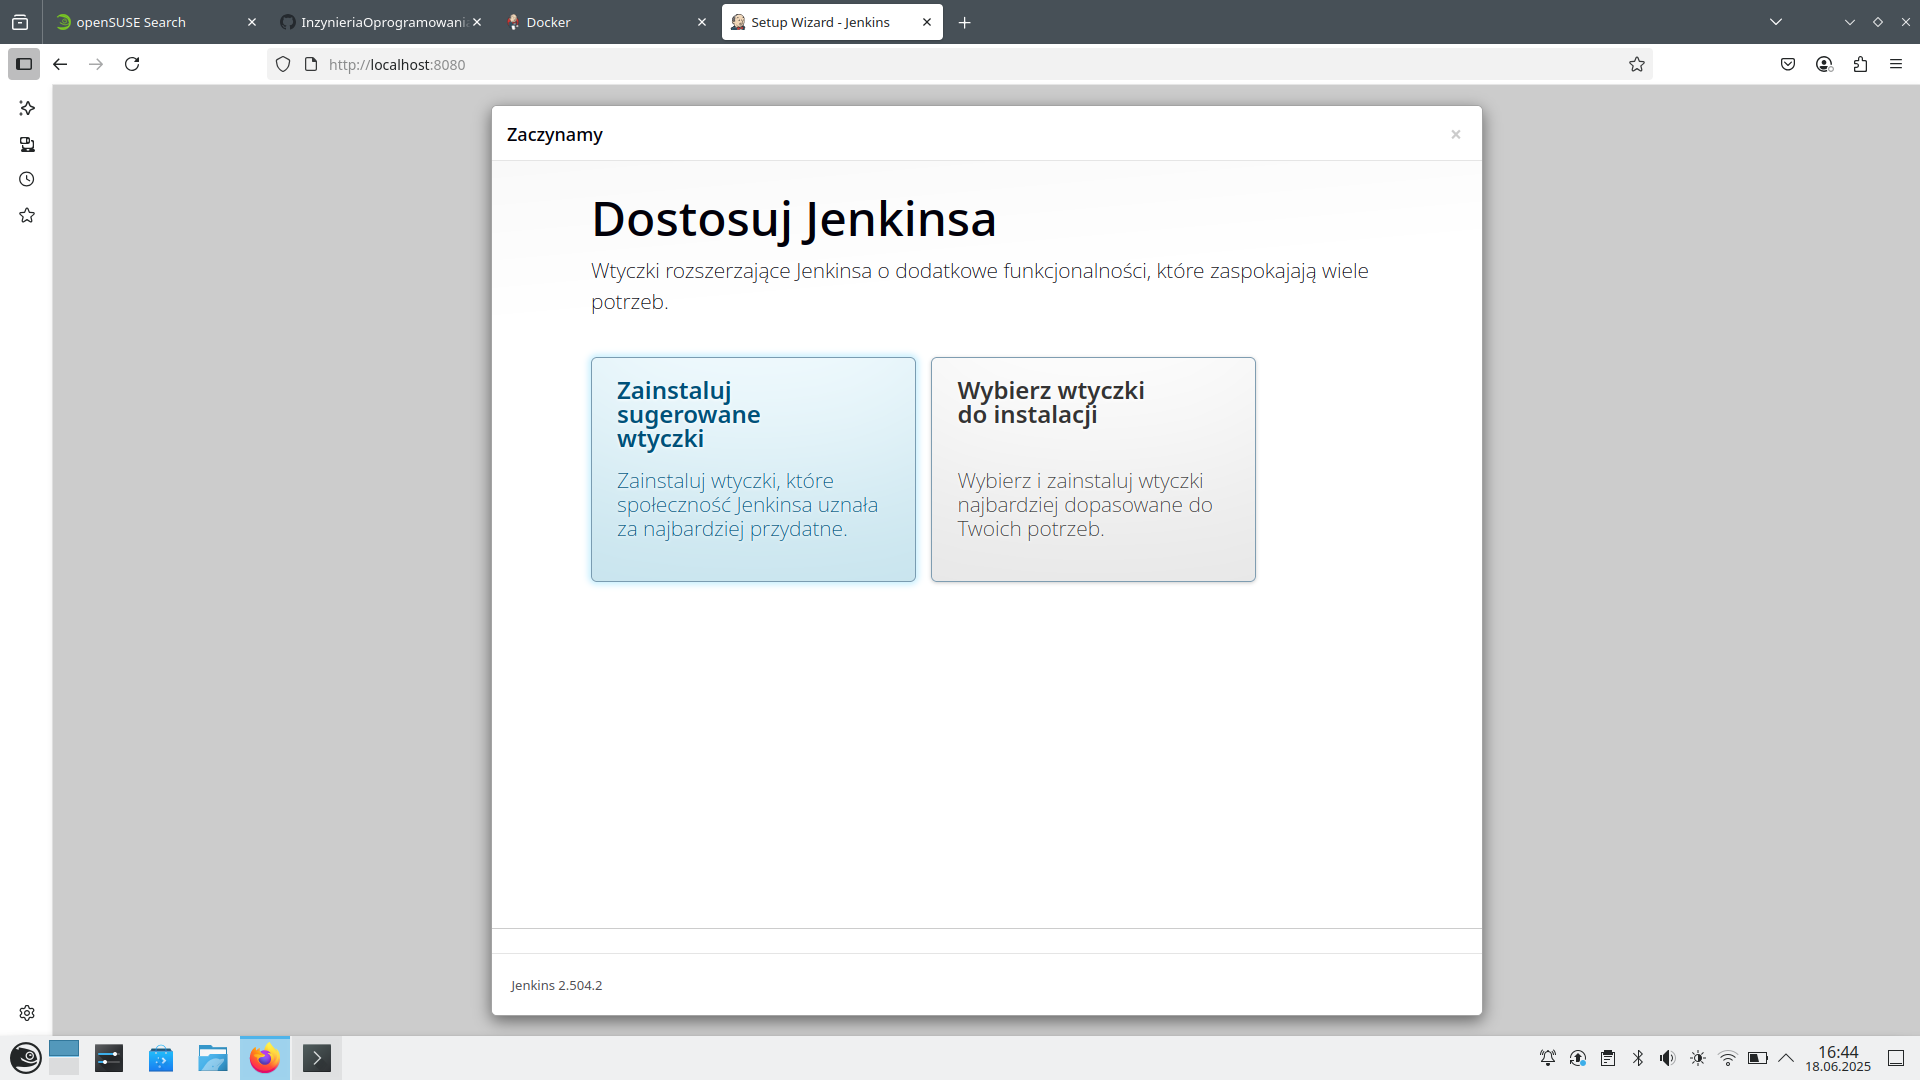 openSUSE Search
InzynieriaOprogramowani
Docker
Setup Wizard - Jenkins
http://localhost:8080
Zaczynamy
Dostosuj Jenkinsa
Wtyczki rozszerzające Jenkinsa o dodatkowe funkcjonalności, które zaspokajają wiele
potrzeb.
Zainstaluj
sugerowane
wtyczki
Zainstaluj wtyczki, które
społeczność Jenkinsa uznała
za najbardziej przydatne.
Wybierz wtyczki
do instalacji
Wybierz i zainstaluj wtyczki
najbardziej dopasowane do
Twoich potrzeb.
Jenkins 2.504.2
16:44
18.06.2025